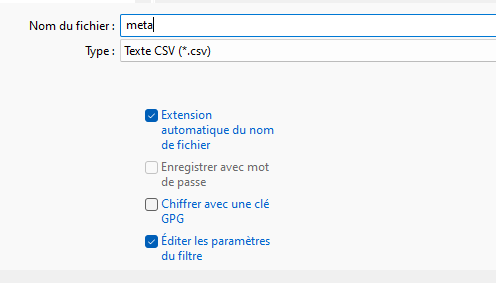 Nom du fichier : meta
Type : Texte CSV (*.csv)
Extension
automatique du nom
de fichier
Enregistrer avec mot
de passe
Chiffrer avec une clé
GPG
Éditer les paramètres
du filtre